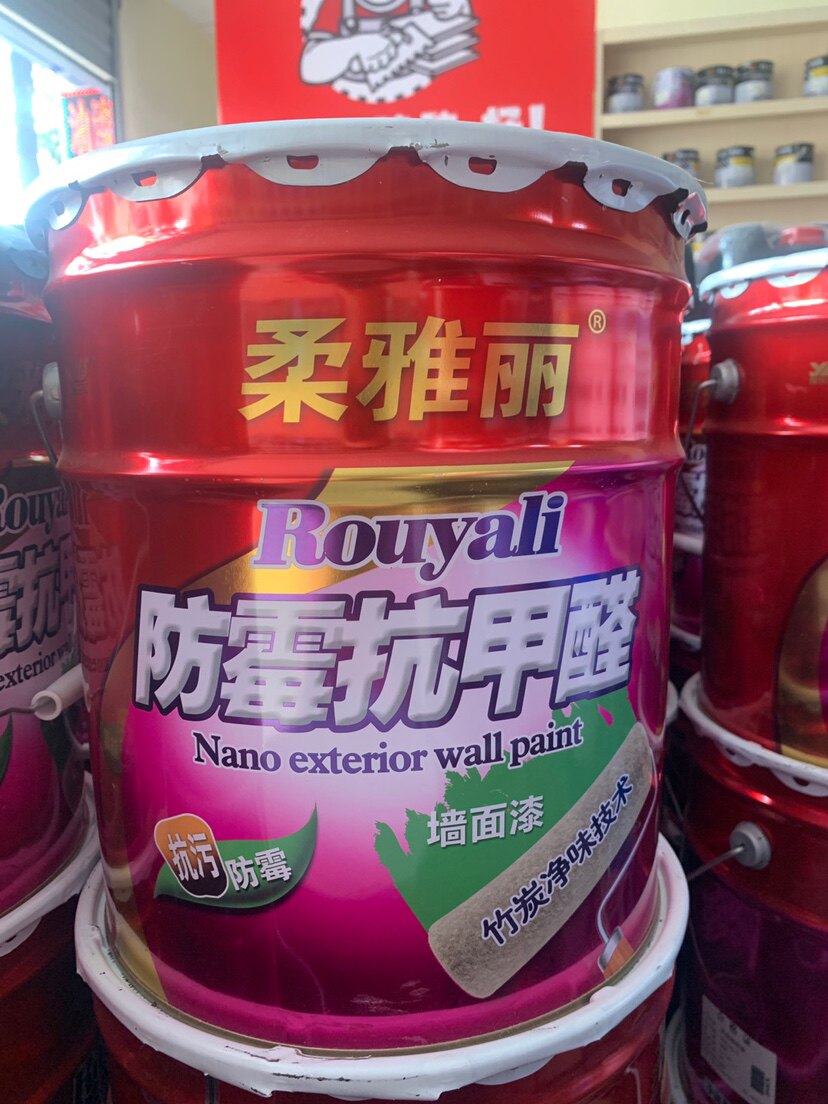 柔雅丽®
Rouyali
防霉抗甲醛
Nano exterior wall paint
墙面漆
竹炭净味技术
抗污
防霉